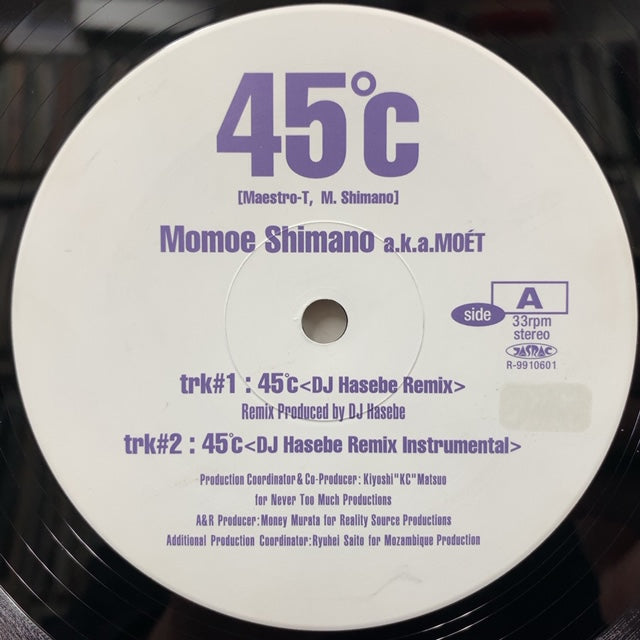 45°c
[Maestro-T, M. Shimano]
Momoe Shimano a.k.a.MOÉT
side A
33rpm
stereo
JASRAC
R-9910601
trk#1 : 45°c<DJ Hasebe Remix>
Remix Produced by DJ Hasebe
trk#2 : 45°c<DJ Hasebe Remix Instrumental>
Production Coordinator & Co-Producer: Kiyoshi"KC"Matsuo
for Never Too Much Productions
A&R Producer:Money Murata for Reality Source Productions
Additional Production Coordinator:Ryuhei Saito for Mozambique Production